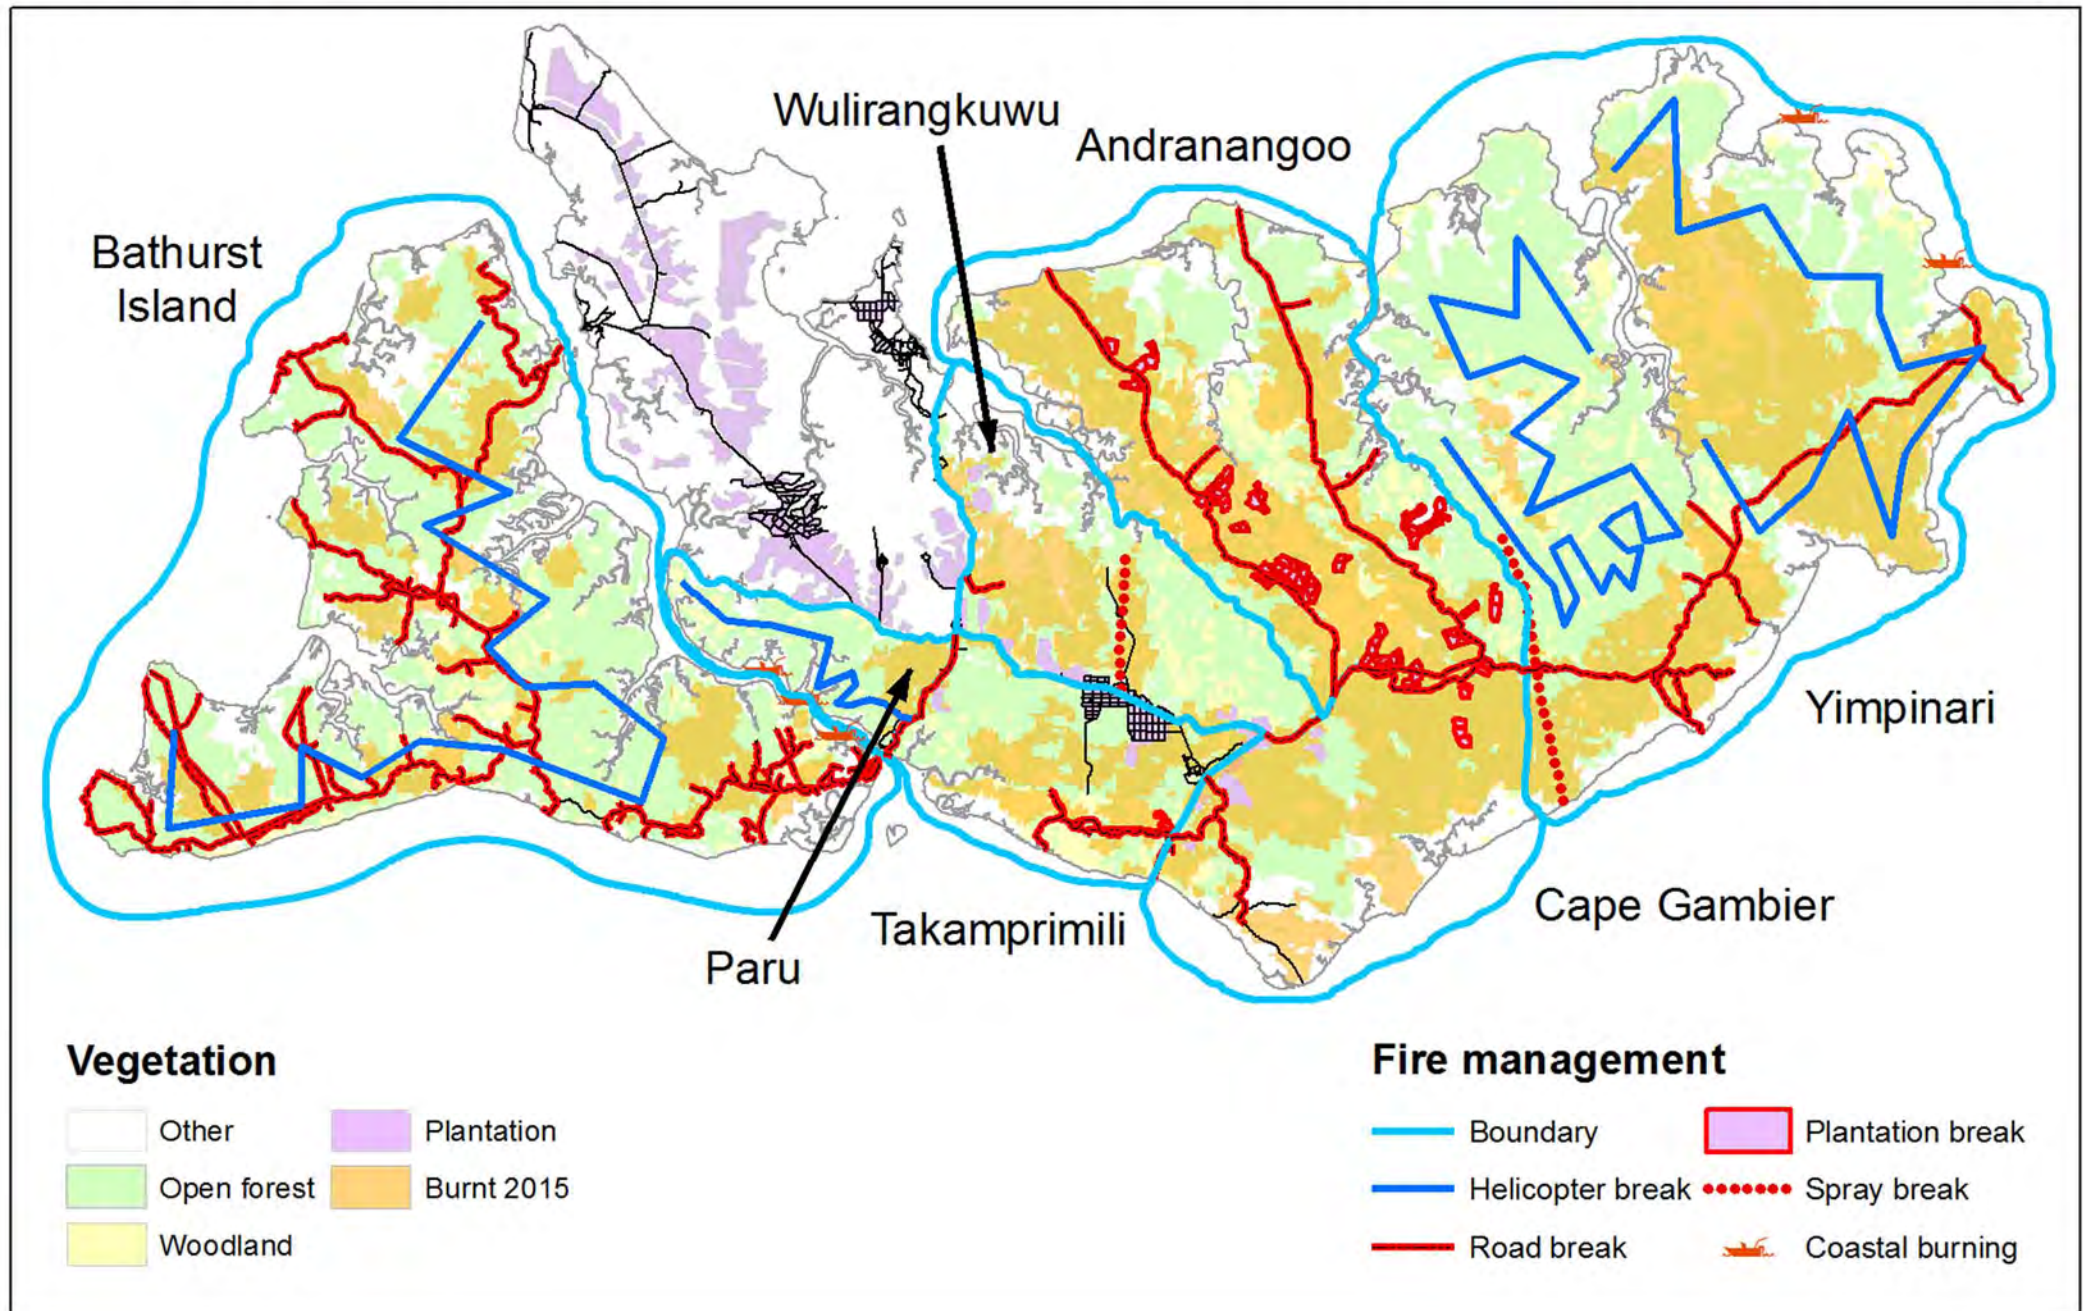 Wulirangkuwu
Andranangoo
Bathurst
Island
Yimpinari
Cape Gambier
Takamprimili
Paru
Vegetation
Other
Plantation
Open forest
Burnt 2015
Woodland
Fire management
Boundary
Plantation break
Helicopter break
Spray break
Road break
Coastal burning